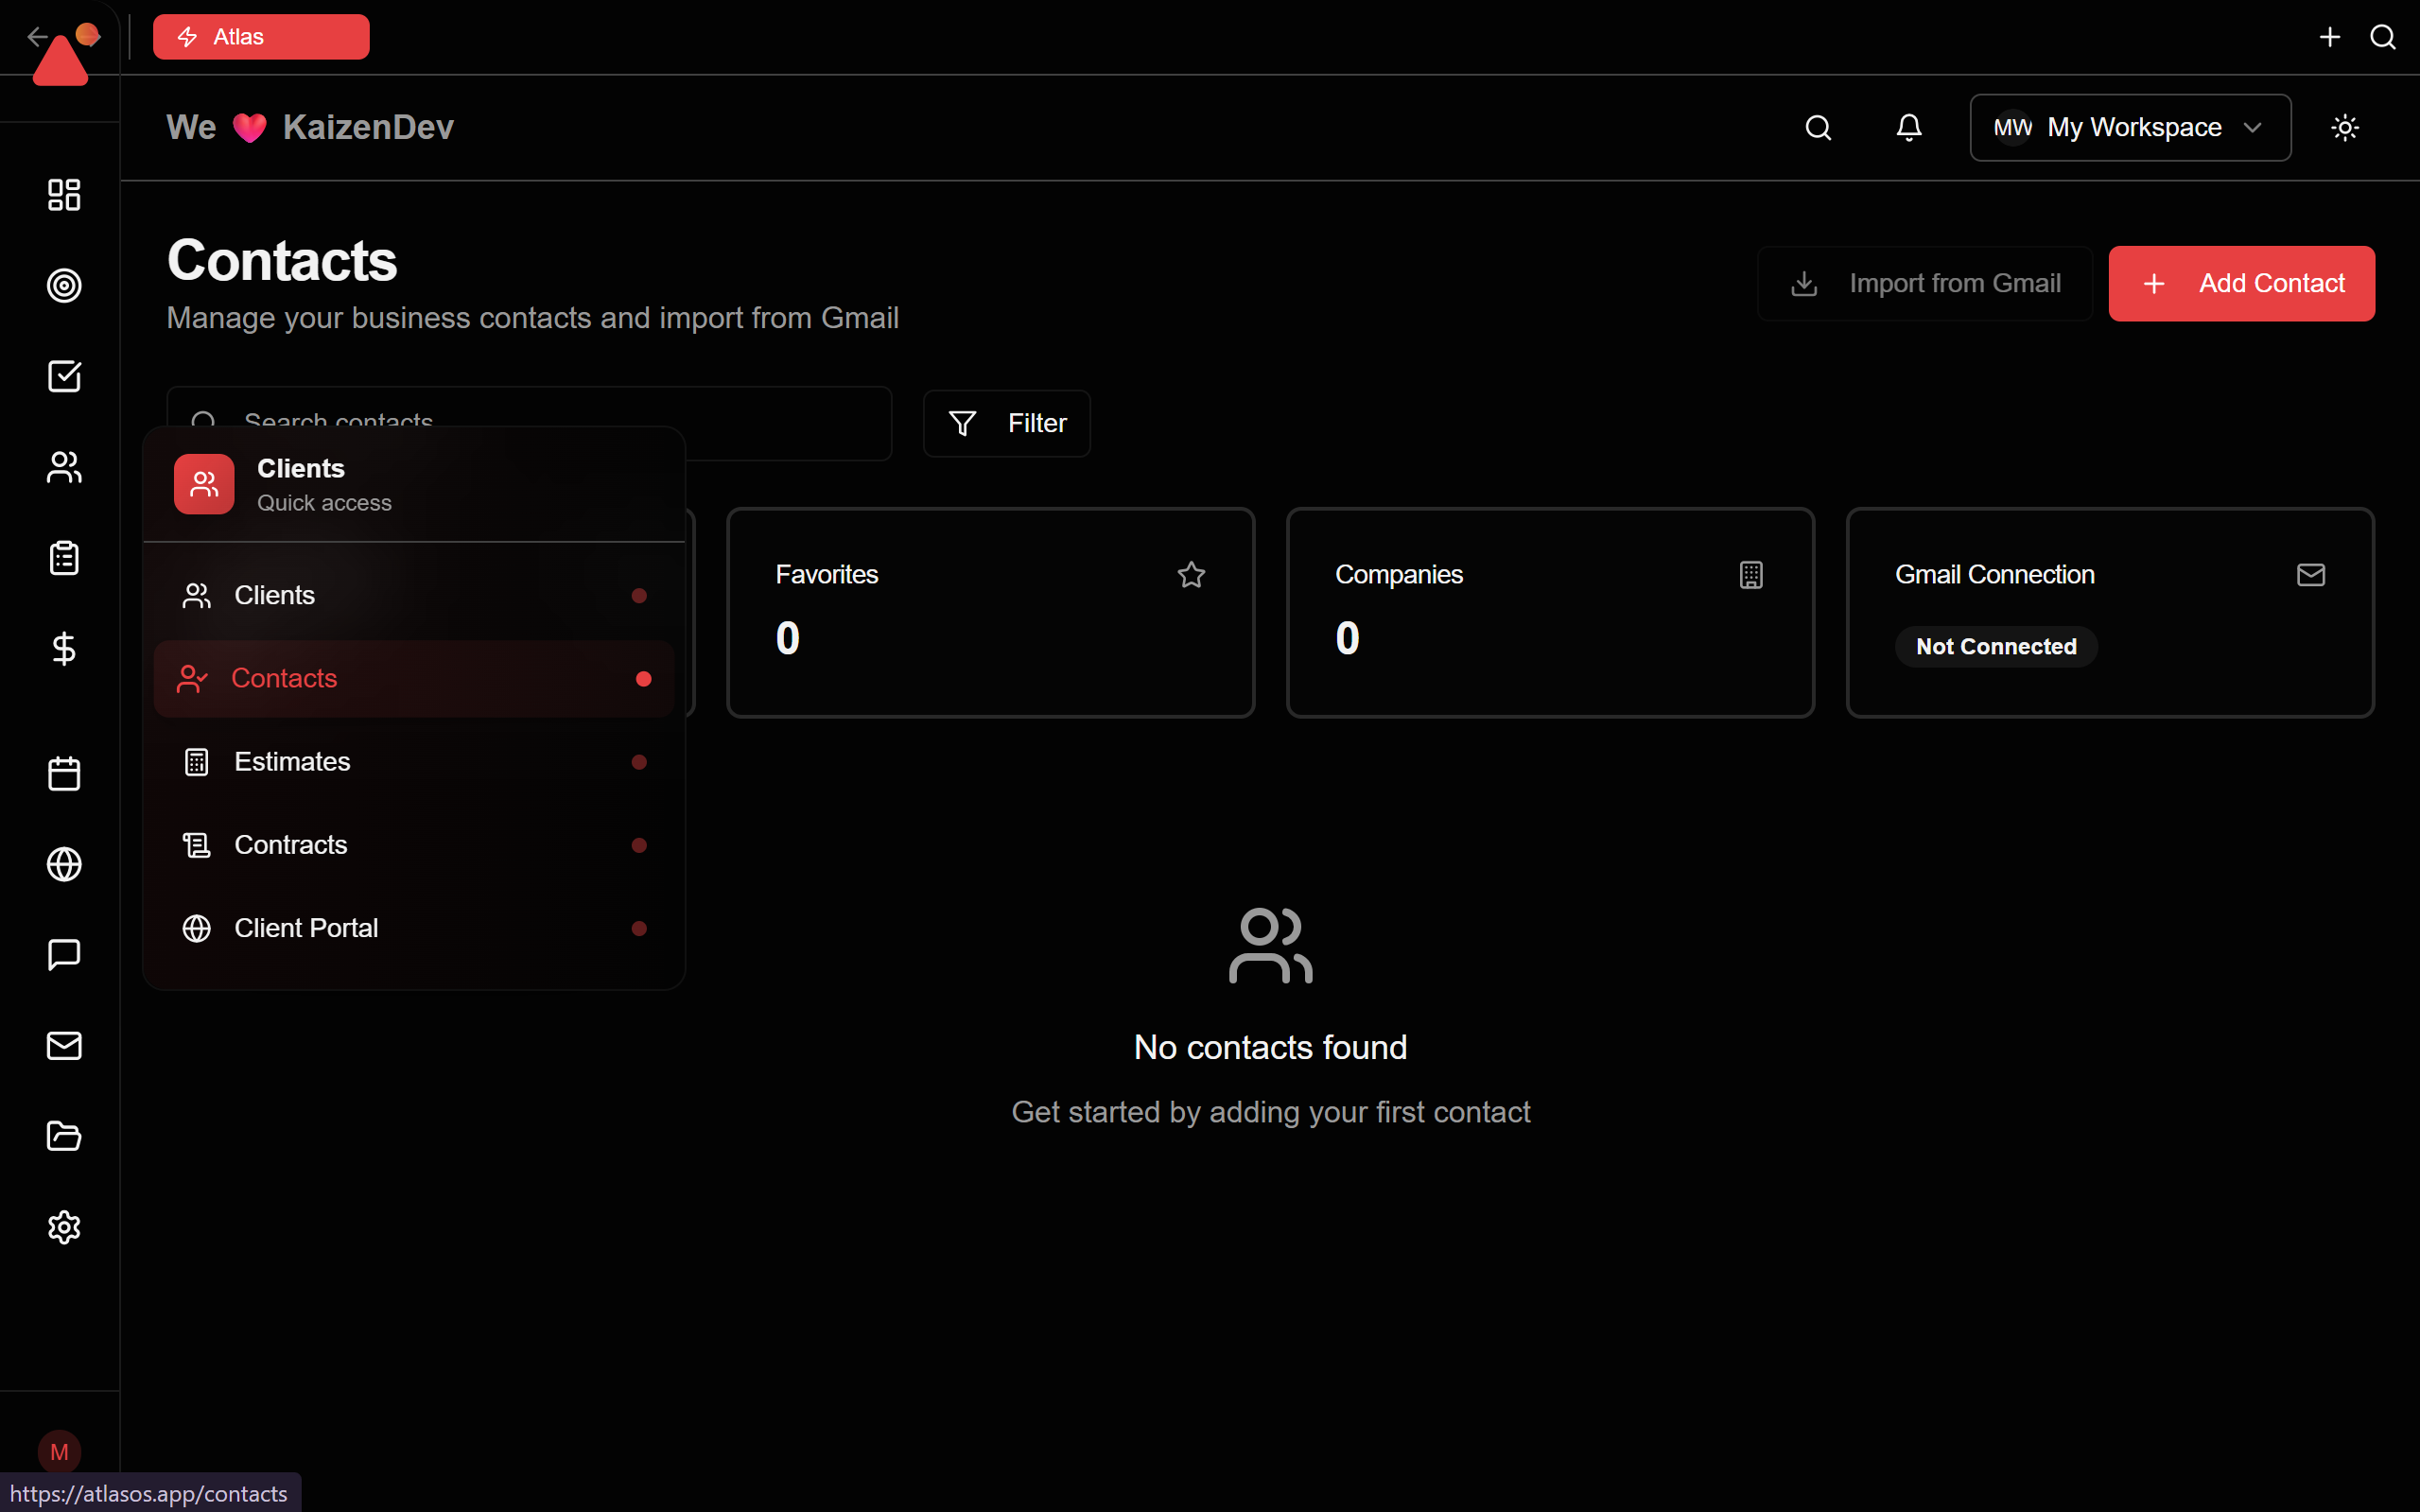 Atlas
We ❤️ KaizenDev
MW My Workspace
Contacts
Manage your business contacts and import from Gmail
Import from Gmail
Add Contact
Search contacts
Filter
Clients
Quick access
Clients
Contacts
Estimates
Contracts
Client Portal
Favorites
0
Companies
0
Gmail Connection
Not Connected
No contacts found
Get started by adding your first contact
M
https://atlasos.app/contacts